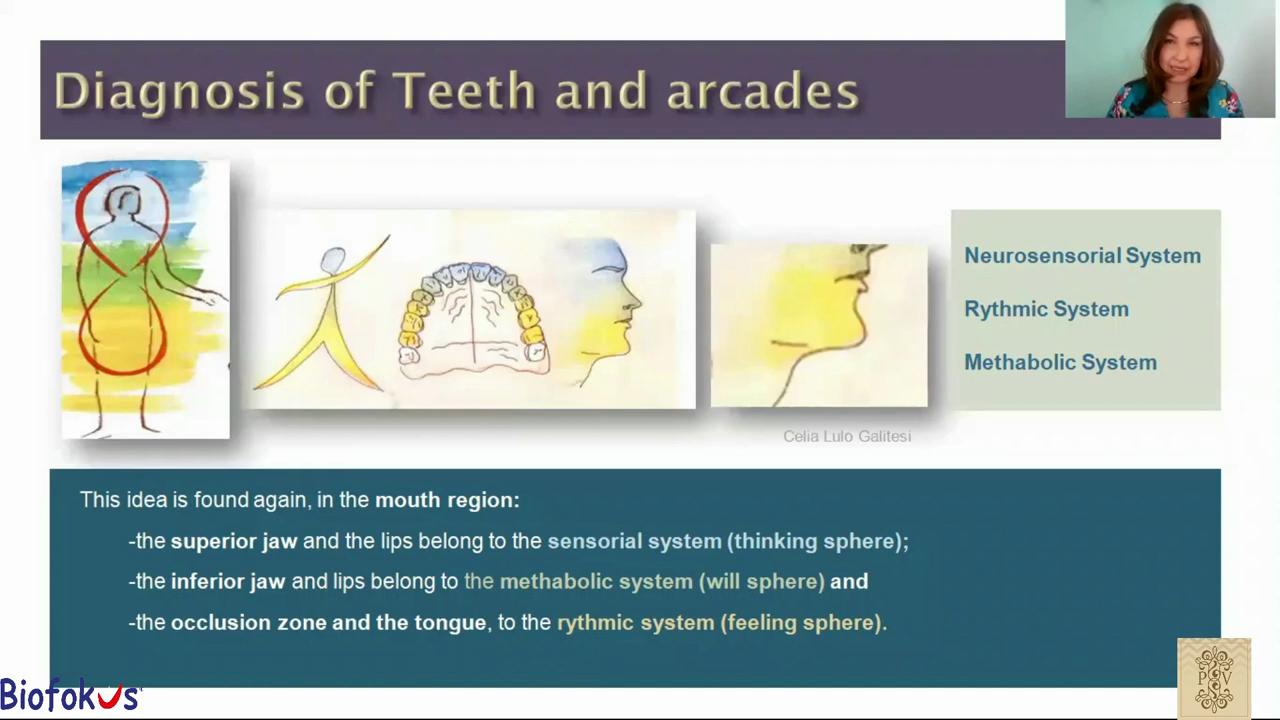 Diagnosis of Teeth and arcades
Neurosensorial System
Rythmic System
Methabolic System
Celia Lulo Galitesi
This idea is found again, in the mouth region:
-the superior jaw and the lips belong to the sensorial system (thinking sphere);
-the inferior jaw and lips belong to the methabolic system (will sphere) and
-the occlusion zone and the tongue, to the rythmic system (feeling sphere).
Biofokus
P V